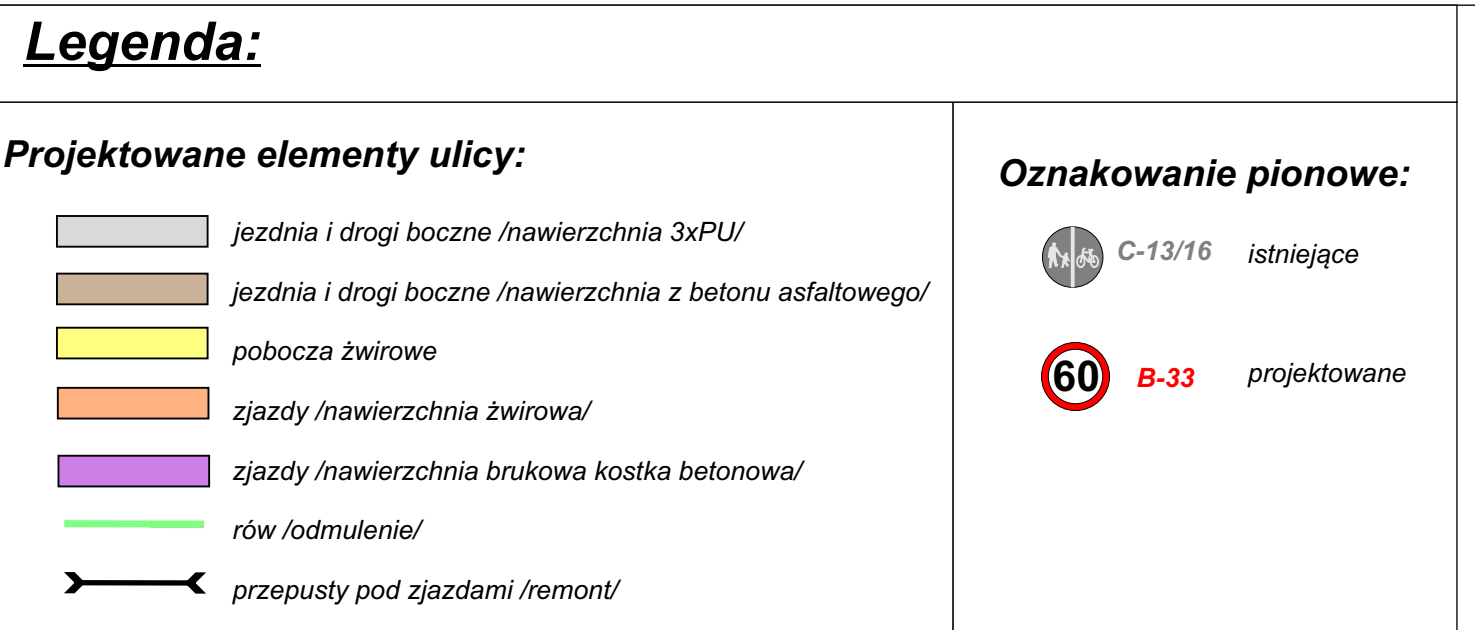 Legenda:
Projektowane elementy ulicy:
jezdnia i drogi boczne /nawierzchnia 3xPU/
jezdnia i drogi boczne /nawierzchnia z betonu asfaltowego/
pobocza żwirowe
zjazdy /nawierzchnia żwirowa/
zjazdy /nawierzchnia brukowa kostka betonowa/
rów /odmulenie/
przepusty pod zjazdami /remont/
Oznakowanie pionowe:
C-13/16 istniejące
60 B-33 projektowane